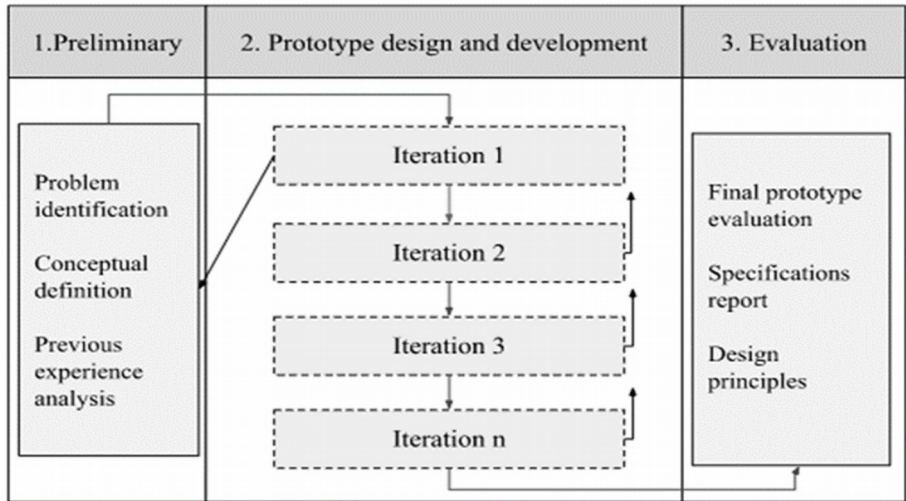 1.Preliminary
2. Prototype design and development
3. Evaluation
Problem
identification
Conceptual
definition
Previous
experience
analysis
Iteration 1
Iteration 2
Iteration 3
Iteration n
Final prototype
evaluation
Specifications
report
Design
principles